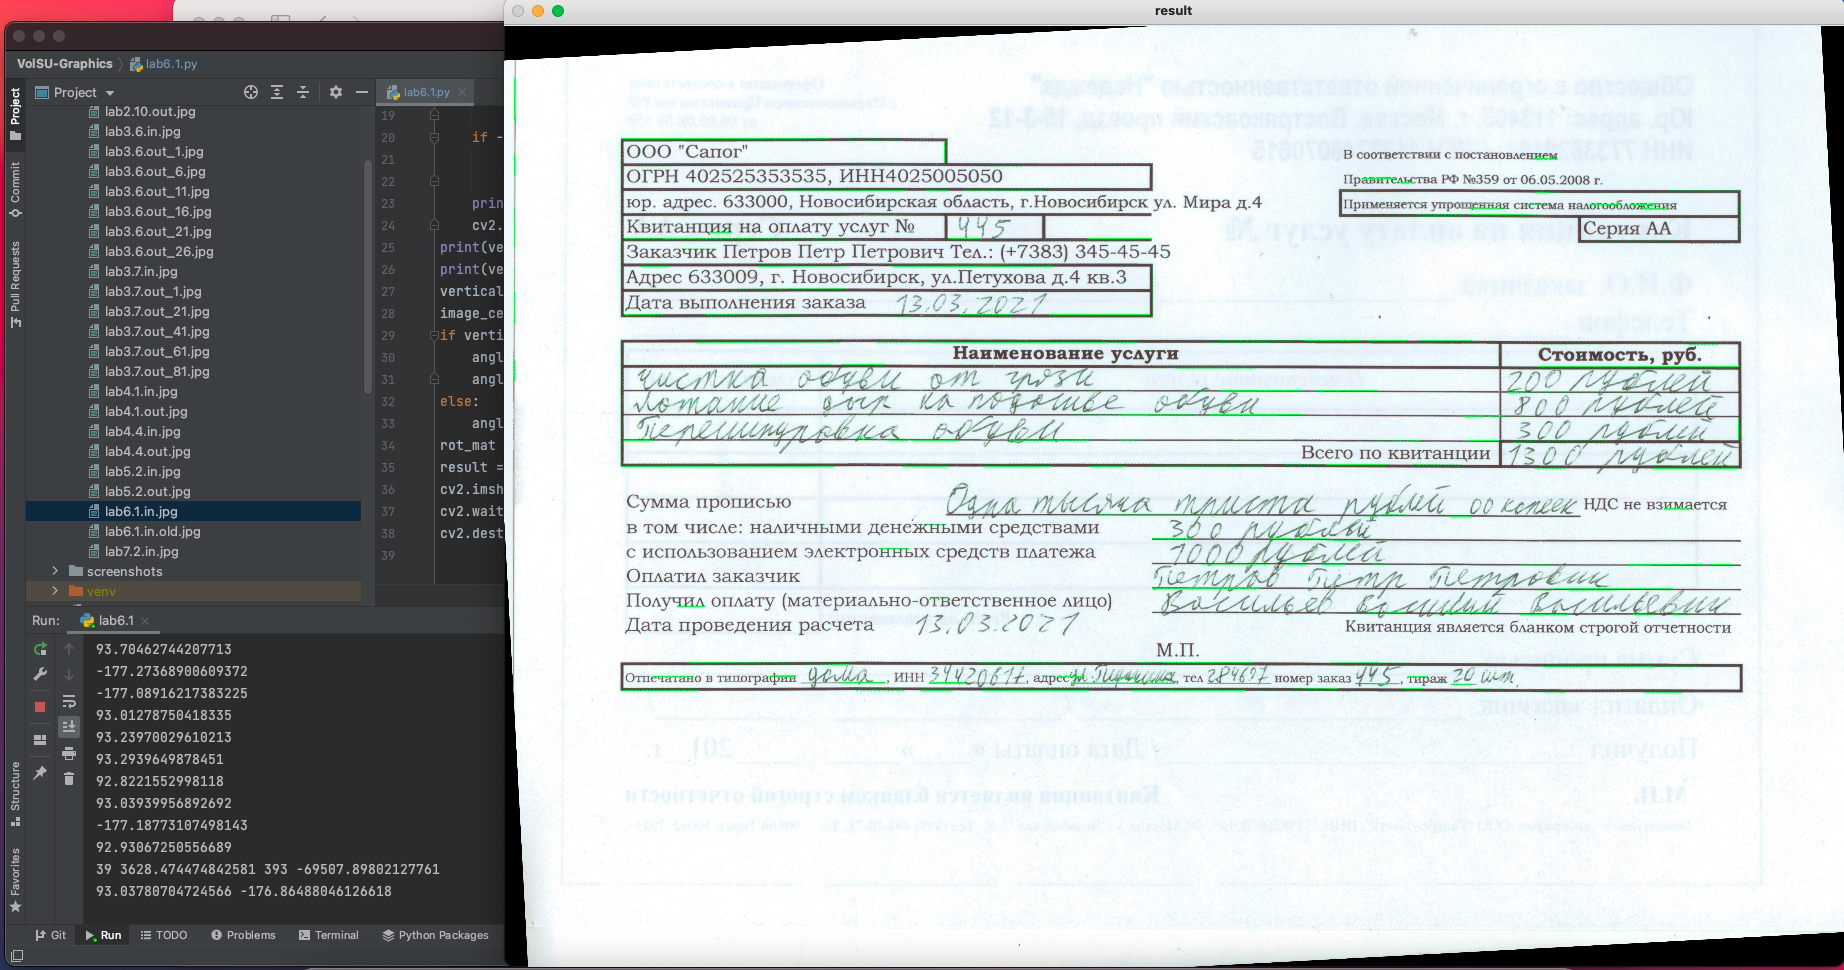 result
VolSU-Graphics
lab6.1.py
Project
lab6.1.py
Project
Commit
Pull Requests
Structure
Favorites
lab2.10.out.jpg
lab3.6.in.jpg
lab3.6.out_1.jpg
lab3.6.out_6.jpg
lab3.6.out_11.jpg
lab3.6.out_16.jpg
lab3.6.out_21.jpg
lab3.6.out_26.jpg
lab3.7.in.jpg
lab3.7.out_1.jpg
lab3.7.out_21.jpg
lab3.7.out_41.jpg
lab3.7.out_61.jpg
lab3.7.out_81.jpg
lab4.1.in.jpg
lab4.1.out.jpg
lab4.4.in.jpg
lab4.4.out.jpg
lab5.2.in.jpg
lab5.2.out.jpg
lab6.1.in.jpg
lab6.1.in.old.jpg
lab7.2.in.jpg
screenshots
venv
19
20 if -
21
22
23 prin
24 cv2.
25 print(ve
26 print(ve
27 vertical
28 image_ce
29 if verti
30 angl
31 angl
32 else:
33 angl
34 rot_mat
35 result =
36 cv2.imsh
37 cv2.wait
38 cv2.dest
39
Run: lab6.1
93.70462744207713
-177.27368900609372
-177.08916217383225
93.01278750418335
93.23970029610213
93.2939649878451
92.8221552998118
93.03939956892692
-177.18773107498143
92.93067250556689
39 3628.474474842581 393 -69507.89802127761
93.03780704724566 -176.86488046126618
Git Run TODO Problems Terminal Python Packages
ООО "Сапог"
ОГРН 402525353535, ИНН4025005050
юр. адрес. 633000, Новосибирская область, г.Новосибирск ул. Мира д.4
Квитанция на оплату услуг № 445
Заказчик Петров Петр Петрович Тел.: (+7383) 345-45-45
Адрес 633009, г. Новосибирск, ул.Петухова д.4 кв.3
Дата выполнения заказа 13.03.2021
В соответствии с постановлением
Правительства РФ №359 от 06.05.2008 г.
Применяется упрощенная система налогообложения
Серия АА
Наименование услуги Стоимость, руб.
чистка обуви от грязи 200 рублей
Латание дыр на подошве обуви 800 рублей
Перешнуровка обуви 300 рублей
Всего по квитанции 1300 рублей
Сумма прописью Одна тысяча триста рублей 00 копеек НДС не взимается
в том числе: наличными денежными средствами 300 рублей
с использованием электронных средств платежа 1000 рублей
Оплатил заказчик Петров Петр Петрович
Получил оплату (материально-ответственное лицо) Васильев Василий Васильевич
Дата проведения расчета 13.03.2021
Квитанция является бланком строгой отчетности
М.П.
Отпечатано в типографии дома, ИНН 34420617, адрес ул. , тел 284697 номер заказ 445, тираж 20 шт.